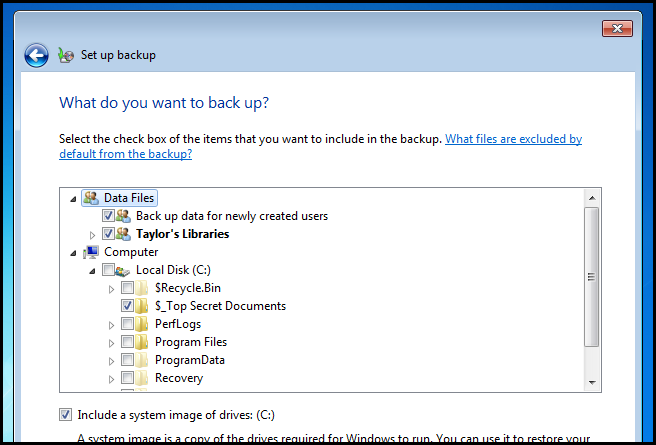 Set up backup
What do you want to back up?
Select the check box of the items that you want to include in the backup. What files are excluded by
default from the backup?
Data Files
Back up data for newly created users
Taylor's Libraries
Computer
Local Disk (C:)
$Recycle.Bin
$_Top Secret Documents
PerfLogs
Program Files
ProgramData
Recovery
Include a system image of drives: (C:)
A system image is a copy of the drives required for Windows to run. You can use it to restore your